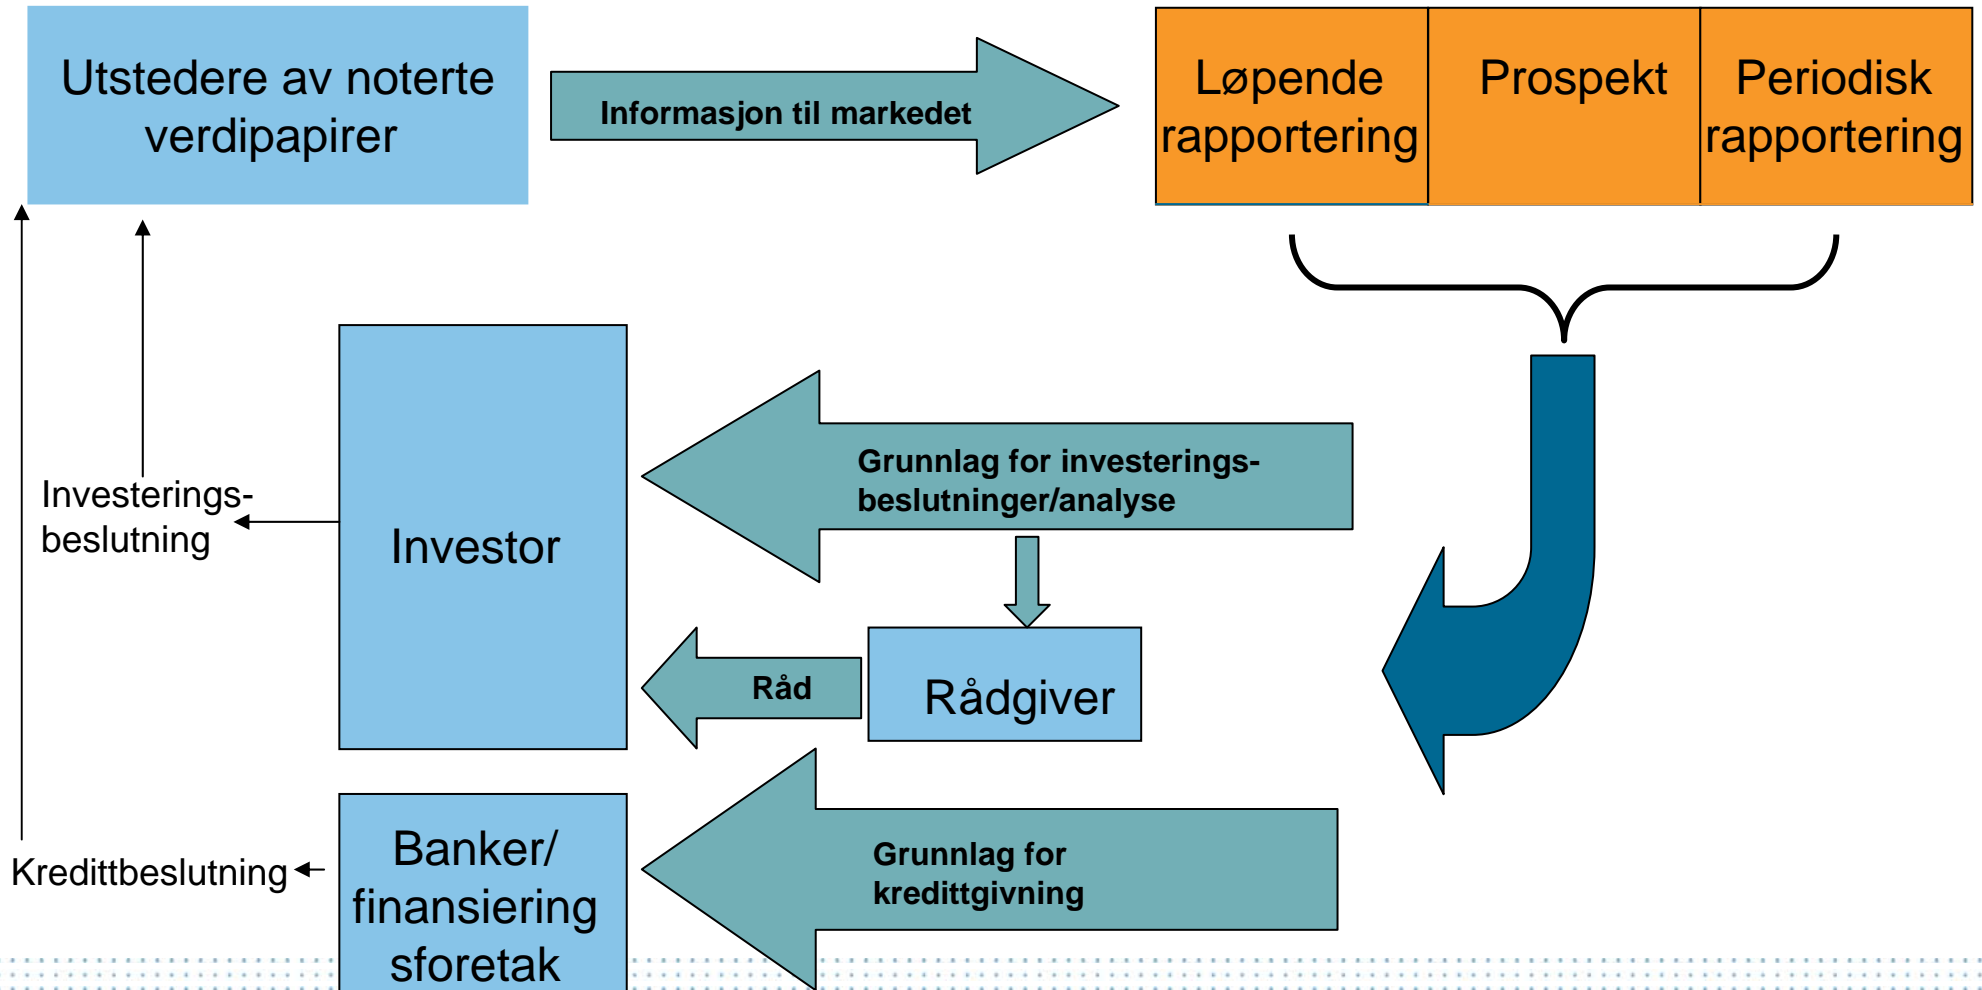 Utstedere av noterte
verdipapirer
Informasjon til markedet
Løpende
rapportering
Prospekt
Periodisk
rapportering
Investerings-
beslutning
Investor
Grunnlag for investerings-
beslutninger/analyse
Råd
Rådgiver
Kredittbeslutning
Banker/
finansiering
sforetak
Grunnlag for
kredittgivning